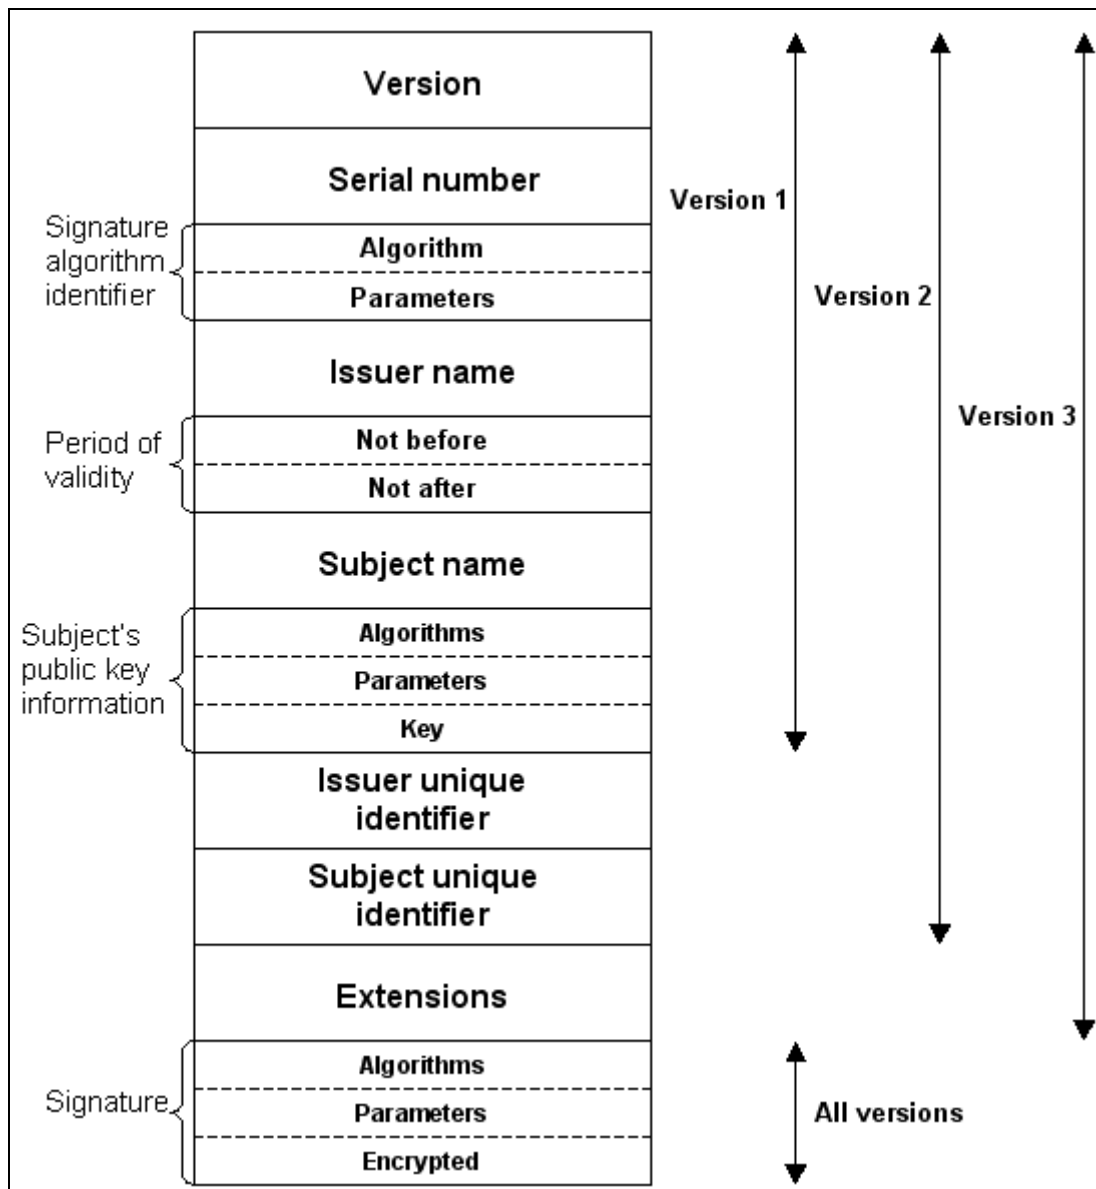 Version
Serial number
Version 1
Signature
algorithm
identifier
Algorithm
Parameters
Version 2
Issuer name
Version 3
Period of
validity
Not before
Not after
Subject name
Subject's
public key
information
Algorithms
Parameters
Key
Issuer unique
identifier
Subject unique
identifier
Extensions
Signature
Algorithms
Parameters
Encrypted
All versions